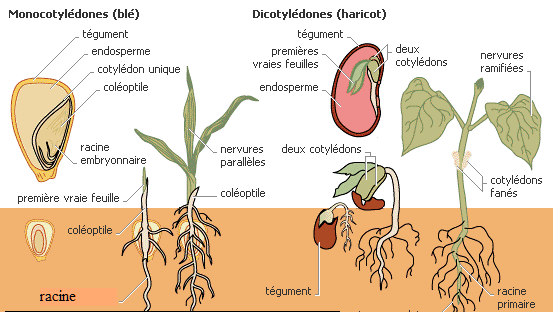 Monocotylédones (blé)
tégument
endosperme
cotylédon unique
coléoptile
racine
embryonnaire
première vraie feuille
coléoptile
racine
nervures
parallèles
coléoptile
Dicotylédones (haricot)
tégument
premières
vraies feuilles
endosperme
deux
cotylédons
nervures
ramifiées
deux cotylédons
cotylédons
fanés
tégument
racine
primaire